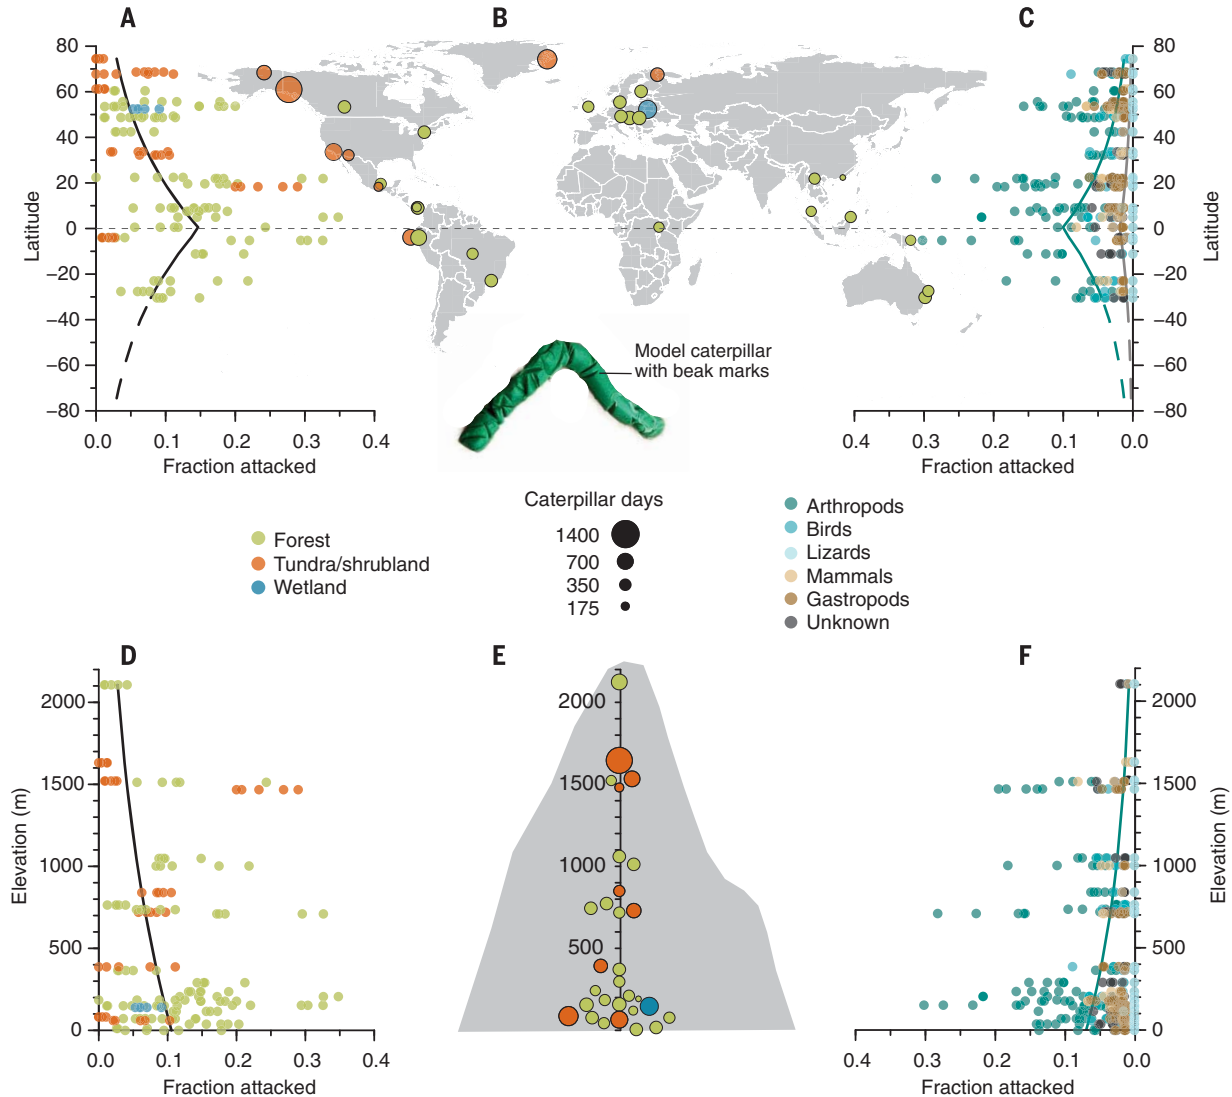 A
B
C
80
60
40
20
0
−20
−40
−60
−80
Latitude
0.0
0.1
0.2
0.3
0.4
Fraction attacked
Model caterpillar
with beak marks
80
60
40
20
0
−20
−40
−60
−80
Latitude
0.4
0.3
0.2
0.1
0.0
Fraction attacked
Forest
Tundra/shrubland
Wetland
Caterpillar days
1400
700
350
175
Arthropods
Birds
Lizards
Mammals
Gastropods
Unknown
D
E
F
2000
1500
1000
500
0
Elevation (m)
0.0
0.1
0.2
0.3
0.4
Fraction attacked
2000
1500
1000
500
2000
1500
1000
500
0
Elevation (m)
0.4
0.3
0.2
0.1
0.0
Fraction attacked